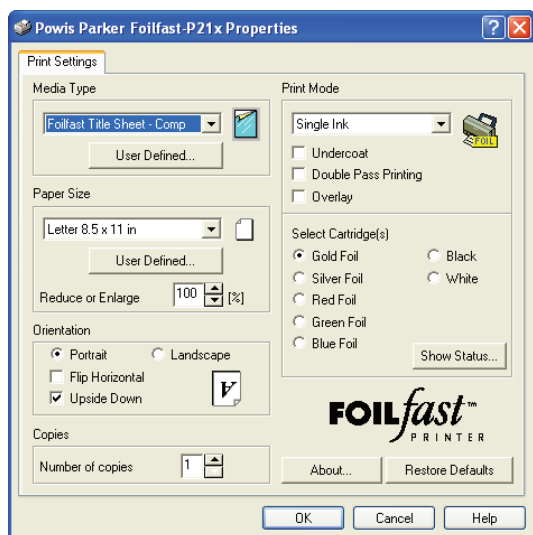 Powis Parker Foilfast-P21x Properties
Print Settings
Media Type
Foilfast Title Sheet - Comp
User Defined...
Paper Size
Letter 8.5 x 11 in
User Defined...
Reduce or Enlarge 100 [%]
Orientation
Portrait Landscape
Flip Horizontal
Upside Down
A
Copies
Number of copies 1
Print Mode
Single Ink
FOIL
Undercoat
Double Pass Printing
Overlay
Select Cartridge(s)
Gold Foil Black
Silver Foil White
Red Foil
Green Foil
Blue Foil
Show Status...
FOILfast™
PRINTER
About... Restore Defaults
OK Cancel Help